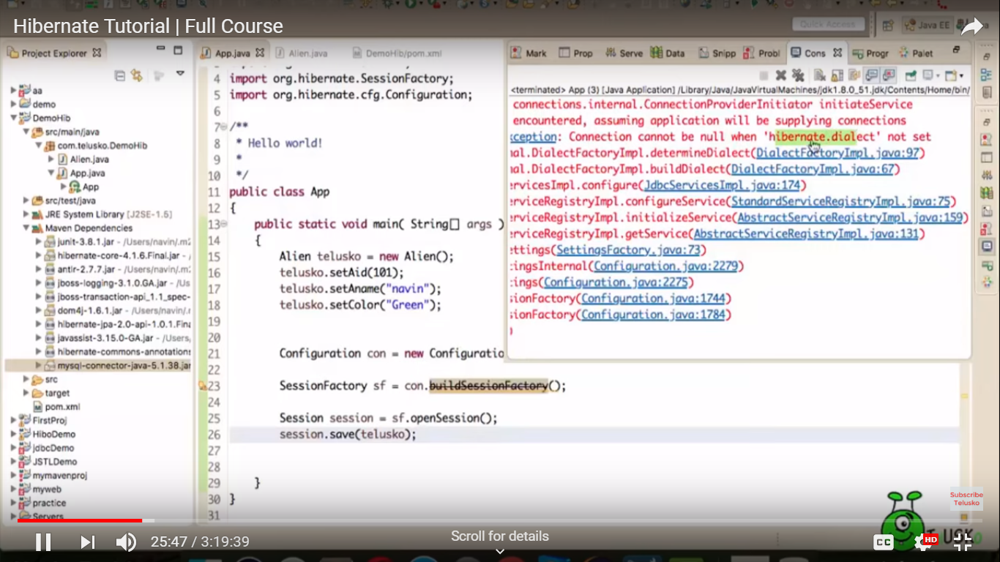 Hibernate Tutorial | Full Course
Quick Access
Java EE
Project Explorer
aa
demo
DemoHib
src/main/java
com.telusko.DemoHib
Alien.java
App.java
App
src/test/java
JRE System Library [J2SE-1.5]
Maven Dependencies
junit-3.8.1.jar - /Users/navin/.m2
hibernate-core-4.1.6.Final.jar -
antlr-2.7.7.jar - /Users/navin/.m2
jboss-logging-3.1.0.GA.jar - /Us
jboss-transaction-api_1.1_spec-
dom4j-1.6.1.jar - /Users/navin/.r
hibernate-jpa-2.0-api-1.0.1.Fina
javassist-3.15.0-GA.jar - /Users,
hibernate-commons-annotations
mysql-connector-java-5.1.38.jar
src
target
pom.xml
FirstProj
HiboDemo
jdbcDemo
JSTLDemo
mymavenproj
myweb
practice
Servers
App.java
Alien.java
DemoHib/pom.xml
4 import org.hibernate.SessionFactory;
5 import org.hibernate.cfg.Configuration;
6
7 /**
8 * Hello world!
9 *
10 */
11 public class App
12 {
13 public static void main( String[] args )
14 {
15 Alien telusko = new Alien();
16 telusko.setAid(101);
17 telusko.setAname("navin");
18 telusko.setColor("Green");
19
20
21 Configuration con = new Configuratio
22
23 SessionFactory sf = con.buildSessionFactory();
24
25 Session session = sf.openSession();
26 session.save(telusko);
27
28
29 }
30 }
31
Mark Prop Serve Data Snipp Probl Cons Progr Palet
<terminated> App (3) [Java Application] /Library/Java/JavaVirtualMachines/jdk1.8.0_51.jdk/Contents/Home/bin/
connections.internal.ConnectionProviderInitiator initiateService
encountered, assuming application will be supplying connections
xception: Connection cannot be null when 'hibernate.dialect' not set
al.DialectFactoryImpl.determineDialect(DialectFactoryImpl.java:97)
al.DialectFactoryImpl.buildDialect(DialectFactoryImpl.java:67)
ervicesImpl.configure(JdbcServicesImpl.java:174)
erviceRegistryImpl.configureService(StandardServiceRegistryImpl.java:75)
erviceRegistryImpl.initializeService(AbstractServiceRegistryImpl.java:159)
erviceRegistryImpl.getService(AbstractServiceRegistryImpl.java:131)
ettings(SettingsFactory.java:73)
ingsInternal(Configuration.java:2279)
ings(Configuration.java:2275)
sionFactory(Configuration.java:1744)
sionFactory(Configuration.java:1784)
)
Subscribe
Telusko
25:47 / 3:19:39
Scroll for details
CC
HD